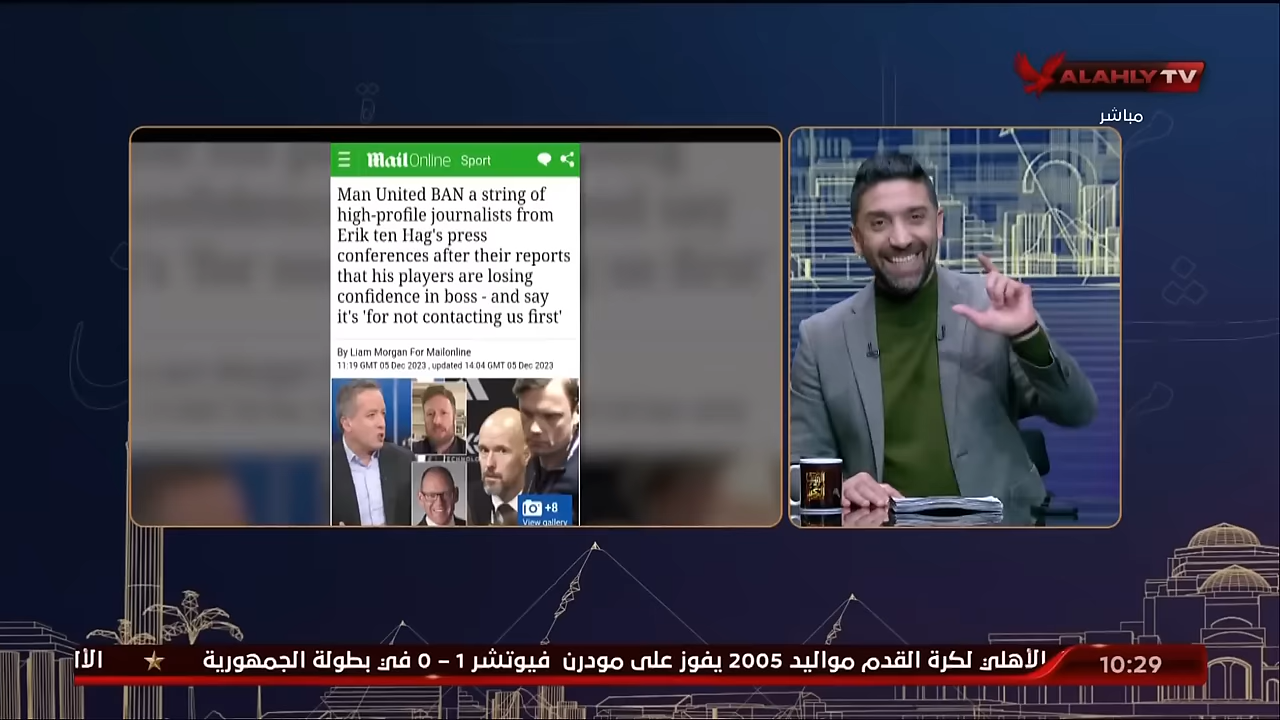 ALAHLY TV
مباشر
MailOnline Sport
Man United BAN a string of
high-profile journalists from
Erik ten Hag's press
conferences after their reports
that his players are losing
confidence in boss - and say
it's 'for not contacting us first'
By Liam Morgan For Mailonline
11:19 GMT 05 Dec 2023 , updated 14:04 GMT 05 Dec 2023
+8
View gallery
الأهلي لكرة القدم مواليد 2005 يفوز على مودرن فيوتشر 1 – 0 في بطولة الجمهورية
10:29